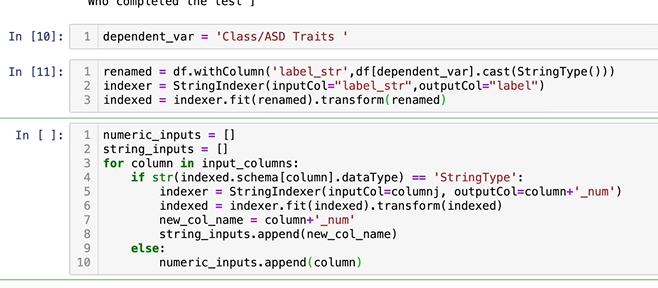 Who completed the test']
In [10]: 1 dependent_var = 'Class/ASD Traits '
In [11]: 1 renamed = df.withColumn('label_str',df[dependent_var].cast(StringType()))
2 indexer = StringIndexer(inputCol="label_str",outputCol="label")
3 indexed = indexer.fit(renamed).transform(renamed)
In [ ]: 1 numeric_inputs = []
2 string_inputs = []
3 for column in input_columns:
4 if str(indexed.schema[column].dataType) == 'StringType':
5 indexer = StringIndexer(inputCol=columnj, outputCol=column+'_num')
6 indexed = indexer.fit(indexed).transform(indexed)
7 new_col_name = column+'_num'
8 string_inputs.append(new_col_name)
9 else:
10 numeric_inputs.append(column)